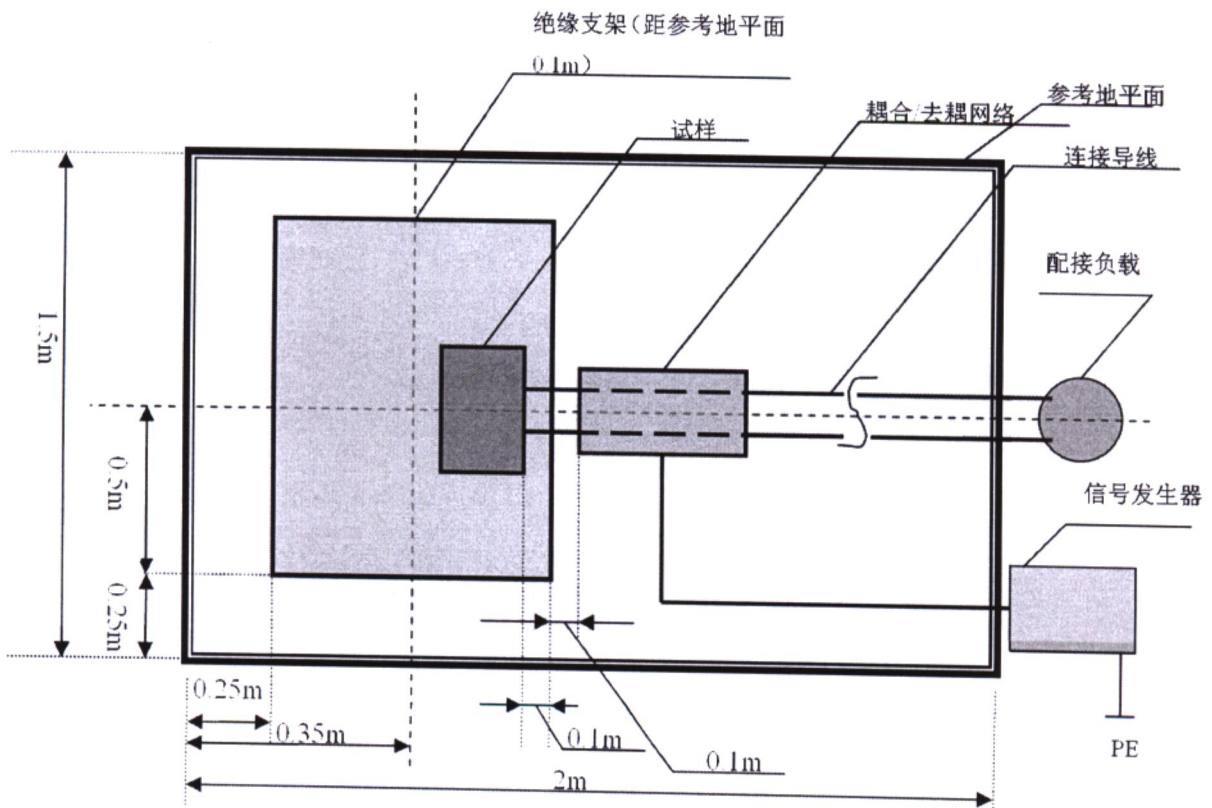 绝缘支架（距参考地平面
0.1m）
参考地平面
耦合/去耦网络
试样
连接导线
配接负载
1.5m
0.5m
信号发生器
0.25m
0.25m
0.35m
0.1m
0.1m
2m
PE